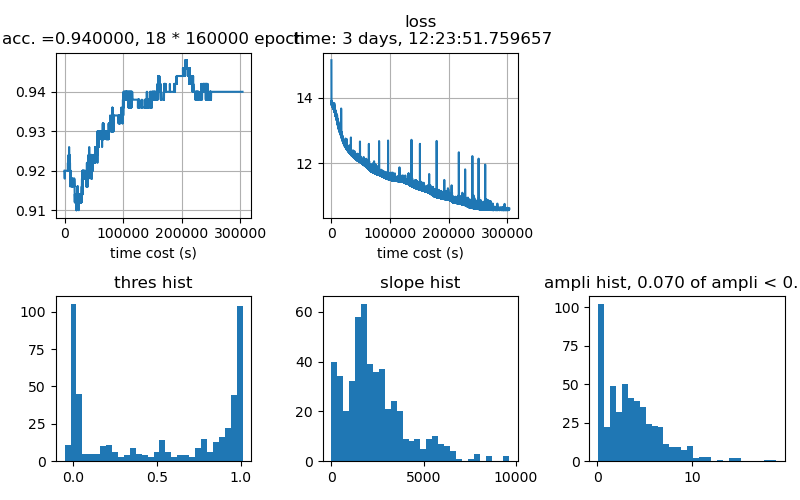 loss
acc. =0.940000, 18 * 160000 epoch
time: 3 days, 12:23:51.759657
0.94
0.93
0.92
0.91
0 100000 200000 300000
time cost (s)
14
12
0 100000 200000 300000
time cost (s)
thres hist
100
75
50
25
0
0.0 0.5 1.0
slope hist
60
40
20
0
0 5000 10000
ampli hist, 0.070 of ampli < 0.
100
75
50
25
0
0 10